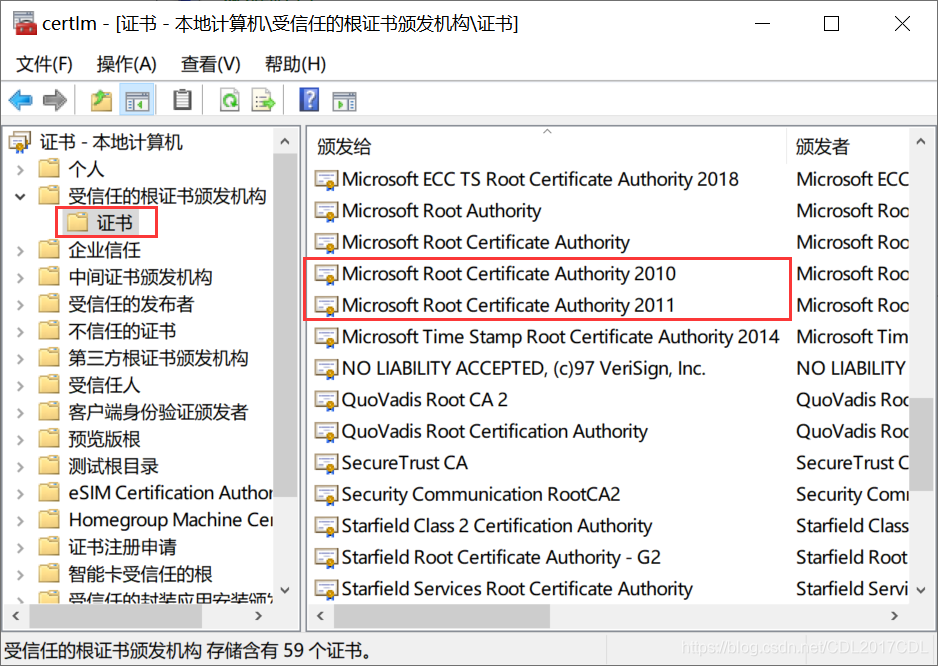 certlm - [证书 - 本地计算机\受信任的根证书颁发机构\证书]
文件(F) 操作(A) 查看(V) 帮助(H)
证书 - 本地计算机
个人
受信任的根证书颁发机构
证书
企业信任
中间证书颁发机构
受信任的发布者
不信任的证书
第三方根证书颁发机构
受信任人
客户端身份验证颁发者
预览版根
测试根目录
eSIM Certification Author
Homegroup Machine Cer
证书注册申请
智能卡受信任的根
受信任的封装应用安装颁发
颁发给 颁发者
Microsoft ECC TS Root Certificate Authority 2018 Microsoft ECC
Microsoft Root Authority Microsoft Roo
Microsoft Root Certificate Authority Microsoft Roo
Microsoft Root Certificate Authority 2010 Microsoft Roo
Microsoft Root Certificate Authority 2011 Microsoft Roo
Microsoft Time Stamp Root Certificate Authority 2014 Microsoft Tim
NO LIABILITY ACCEPTED, (c)97 VeriSign, Inc. NO LIABILITY
QuoVadis Root CA 2 QuoVadis Roo
QuoVadis Root Certification Authority QuoVadis Roo
SecureTrust CA SecureTrust C
Security Communication RootCA2 Security Comr
Starfield Class 2 Certification Authority Starfield Class
Starfield Root Certificate Authority - G2 Starfield Root
Starfield Services Root Certificate Authority Starfield Servi
受信任的根证书颁发机构 存储含有 59 个证书。
https://blog.csdn.net/CDL2017CDL